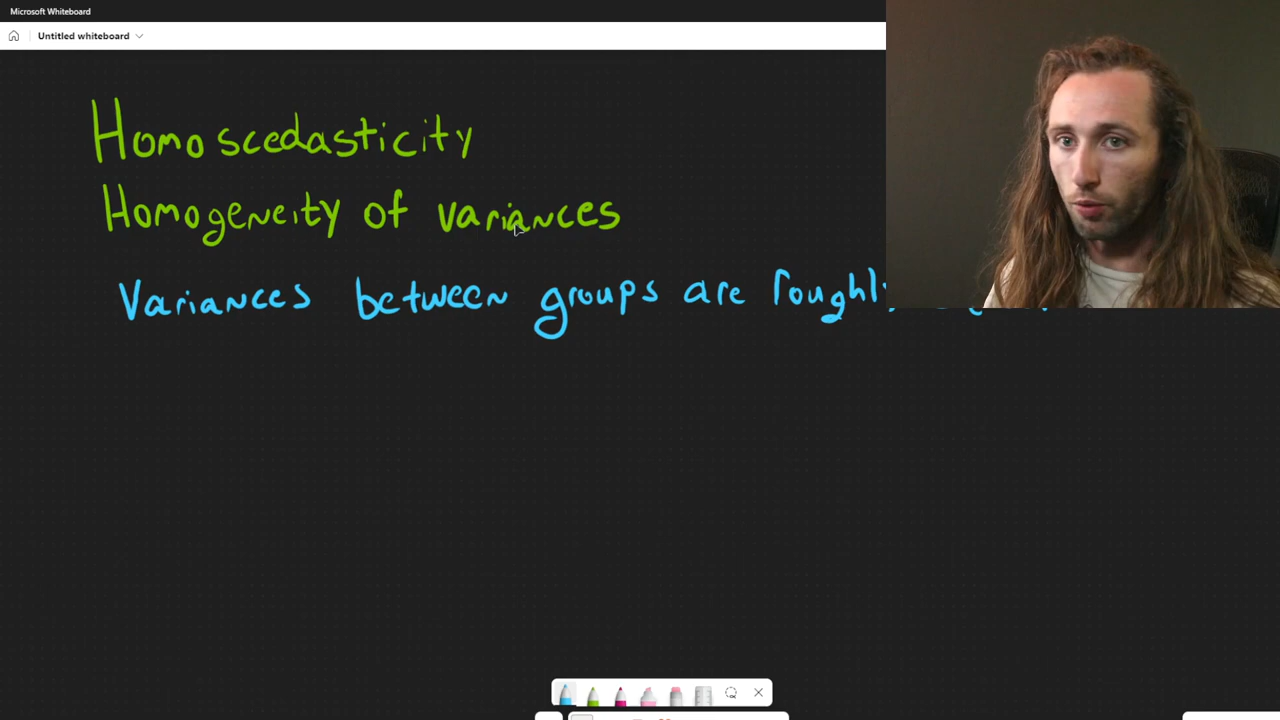 Microsoft Whiteboard
Untitled whiteboard
Homoscedasticity
Homogeneity of variances
Variances between groups are roughly